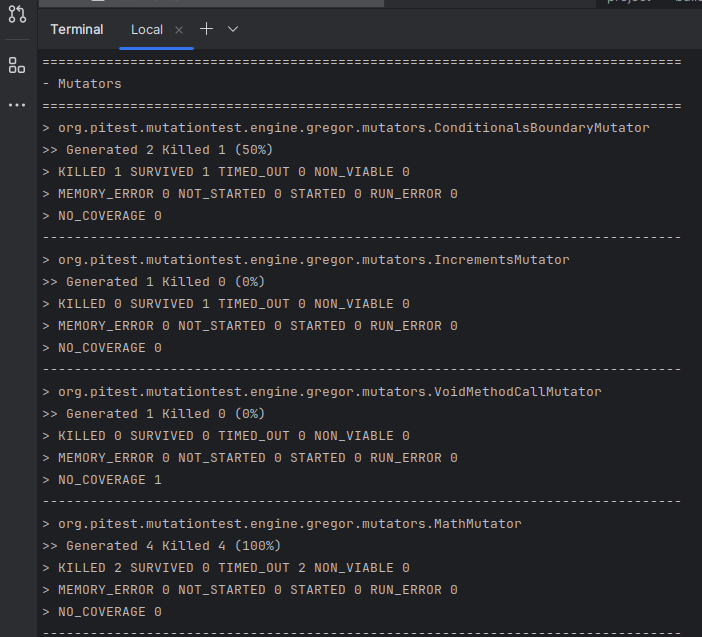 Terminal Local
================================================================================
- Mutators
================================================================================
> org.pitest.mutationtest.engine.gregor.mutators.ConditionalsBoundaryMutator
>> Generated 2 Killed 1 (50%)
> KILLED 1 SURVIVED 1 TIMED_OUT 0 NON_VIABLE 0
> MEMORY_ERROR 0 NOT_STARTED 0 STARTED 0 RUN_ERROR 0
> NO_COVERAGE 0
--------------------------------------------------------------------------------
> org.pitest.mutationtest.engine.gregor.mutators.IncrementsMutator
>> Generated 1 Killed 0 (0%)
> KILLED 0 SURVIVED 1 TIMED_OUT 0 NON_VIABLE 0
> MEMORY_ERROR 0 NOT_STARTED 0 STARTED 0 RUN_ERROR 0
> NO_COVERAGE 0
--------------------------------------------------------------------------------
> org.pitest.mutationtest.engine.gregor.mutators.VoidMethodCallMutator
>> Generated 1 Killed 0 (0%)
> KILLED 0 SURVIVED 0 TIMED_OUT 0 NON_VIABLE 0
> MEMORY_ERROR 0 NOT_STARTED 0 STARTED 0 RUN_ERROR 0
> NO_COVERAGE 1
--------------------------------------------------------------------------------
> org.pitest.mutationtest.engine.gregor.mutators.MathMutator
>> Generated 4 Killed 4 (100%)
> KILLED 2 SURVIVED 0 TIMED_OUT 2 NON_VIABLE 0
> MEMORY_ERROR 0 NOT_STARTED 0 STARTED 0 RUN_ERROR 0
> NO_COVERAGE 0
--------------------------------------------------------------------------------